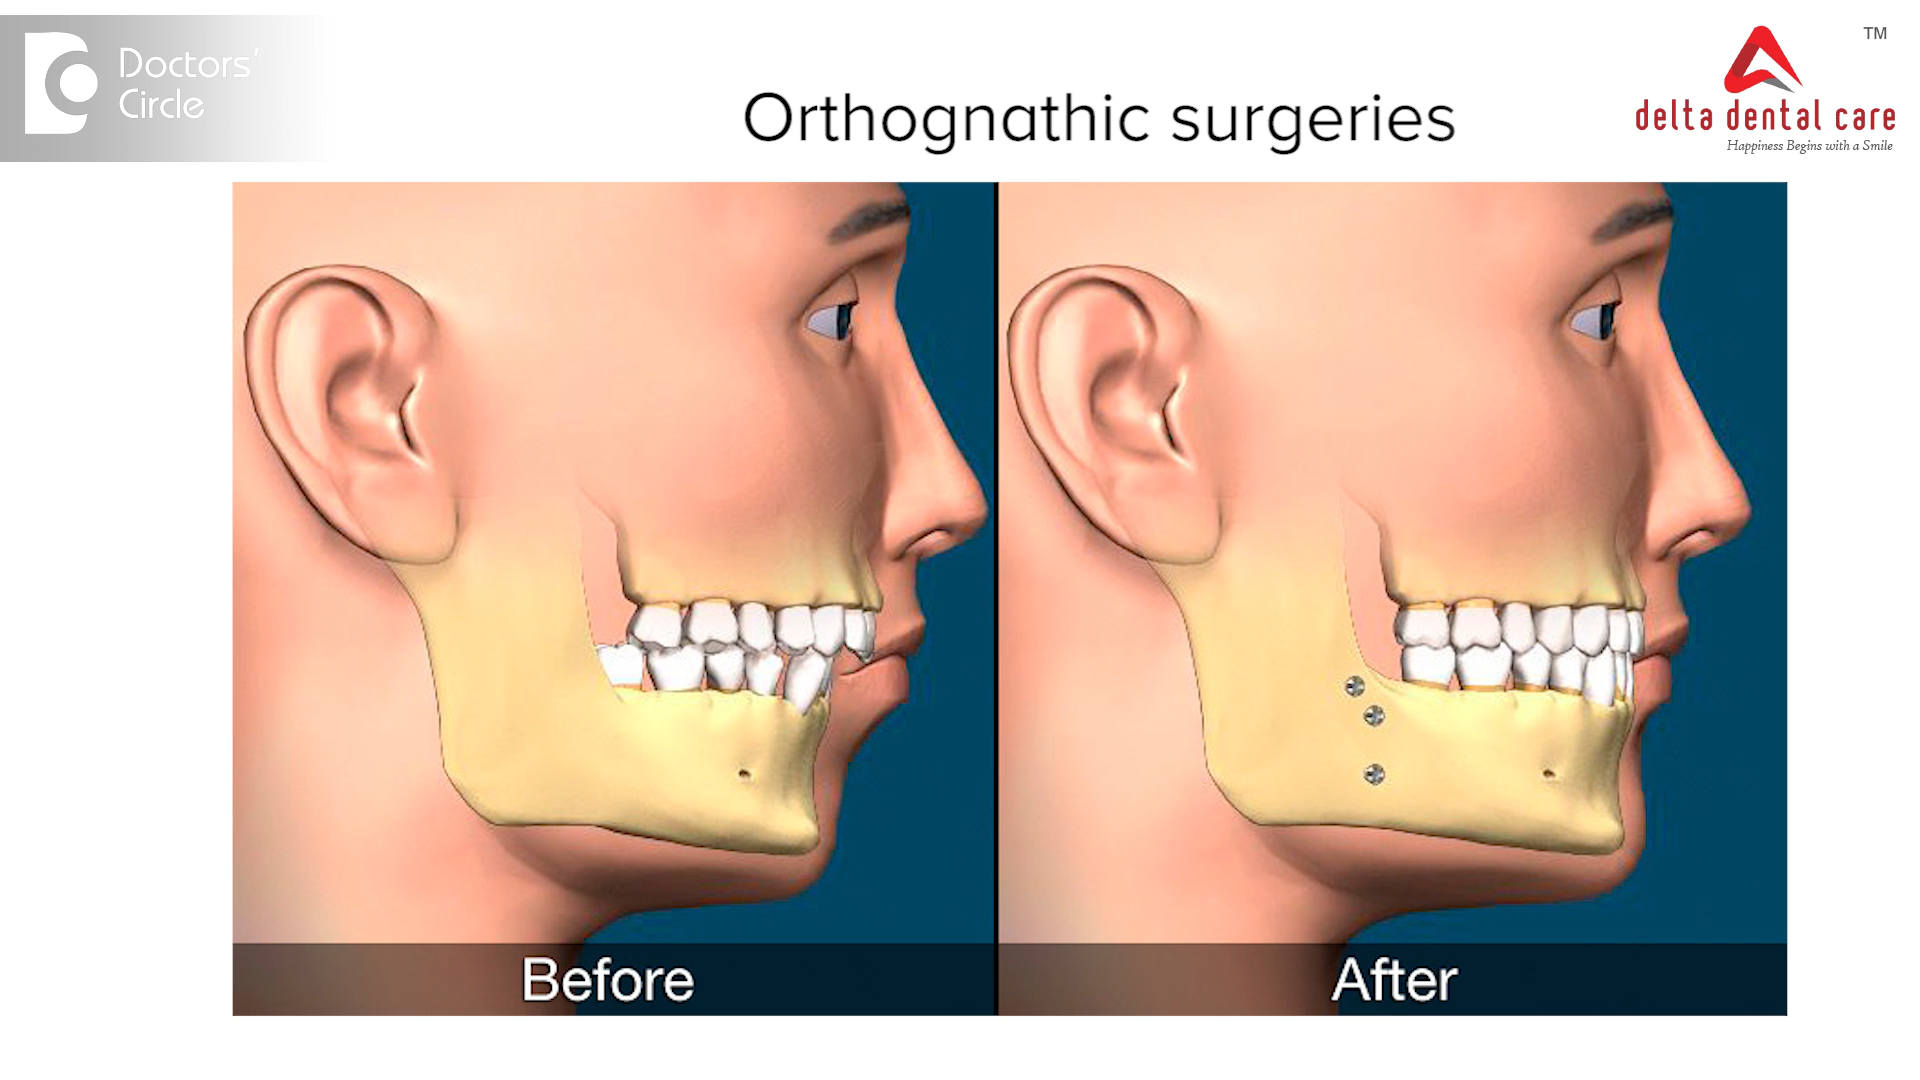 Doctors'
Circle
Orthognathic surgeries
TM
delta dental care
Happiness Begins with a Smile
Before
After